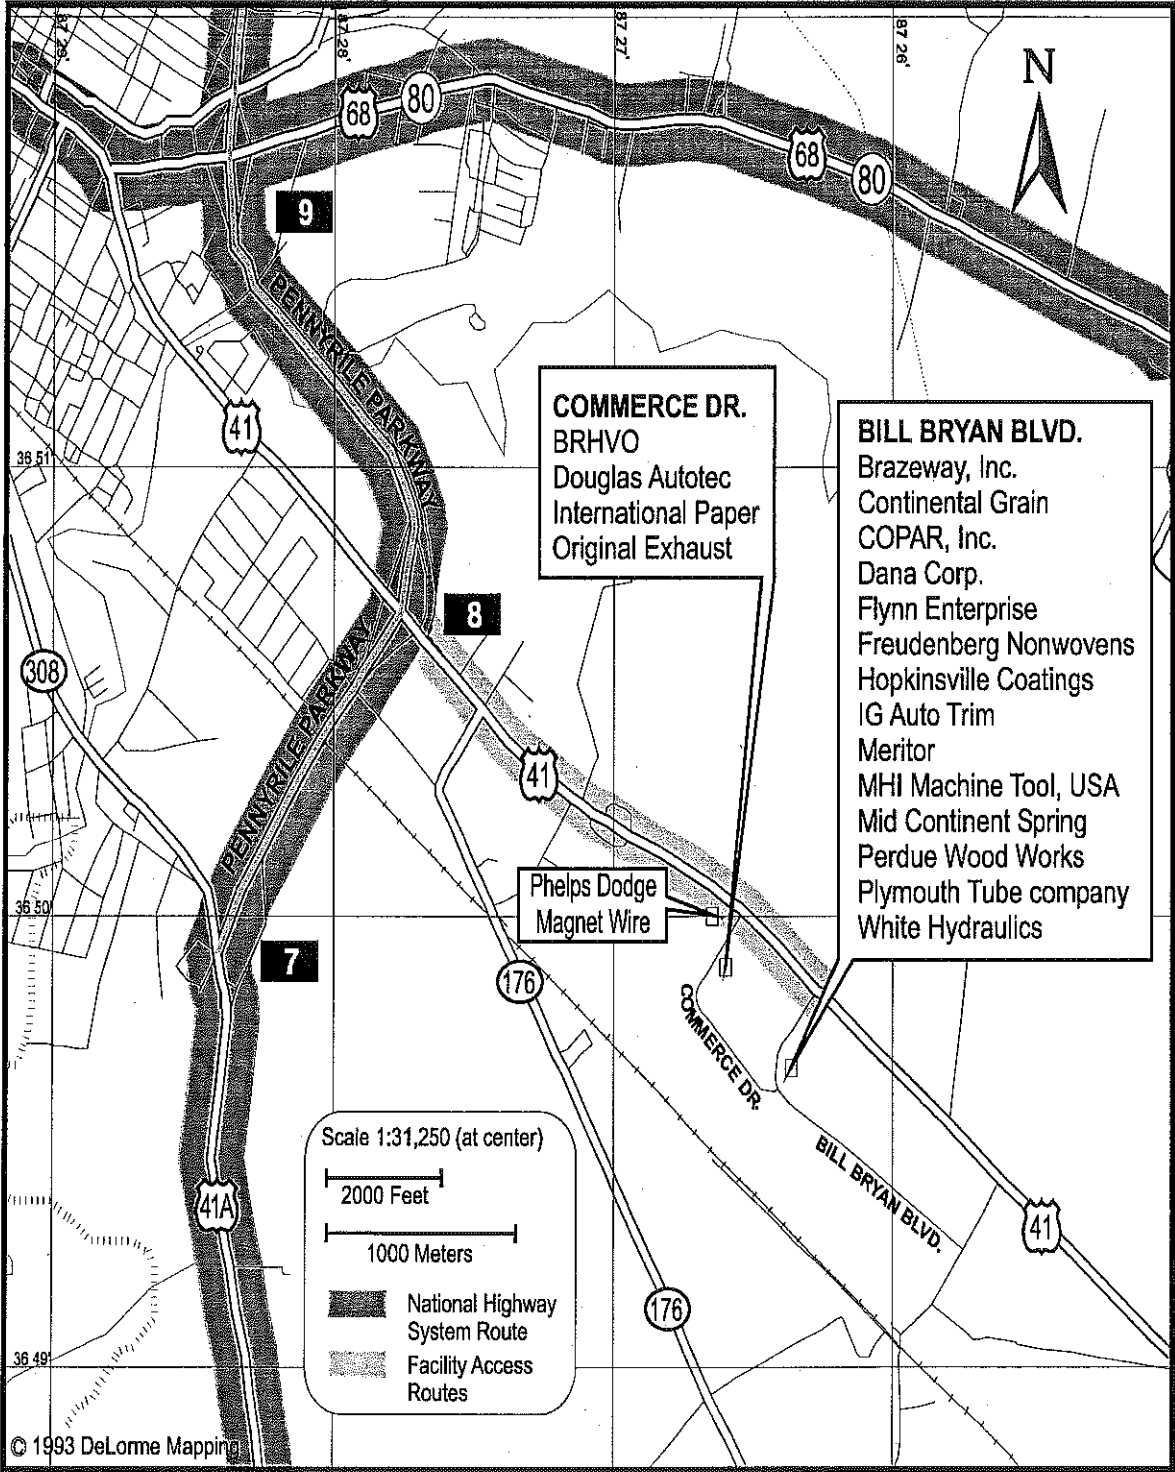 87 29'
87 28'
87 27'
87 26'
N
68
80
68
80
9
PENNYRILE PARKWAY
41
36 51'
COMMERCE DR.
BRHVO
Douglas Autotec
International Paper
Original Exhaust
BILL BRYAN BLVD.
Brazeway, Inc.
Continental Grain
COPAR, Inc.
Dana Corp.
Flynn Enterprise
Freudenberg Nonwovens
Hopkinsville Coatings
IG Auto Trim
Meritor
MHI Machine Tool, USA
Mid Continent Spring
Perdue Wood Works
Plymouth Tube company
White Hydraulics
8
308
PENNYRILE PARKWAY
41
Phelps Dodge
Magnet Wire
36 50'
7
176
COMMERCE DR.
BILL BRYAN BLVD.
41A
41
176
Scale 1:31,250 (at center)
2000 Feet
1000 Meters
National Highway
System Route
Facility Access
Routes
36 49'
© 1993 DeLorme Mapping